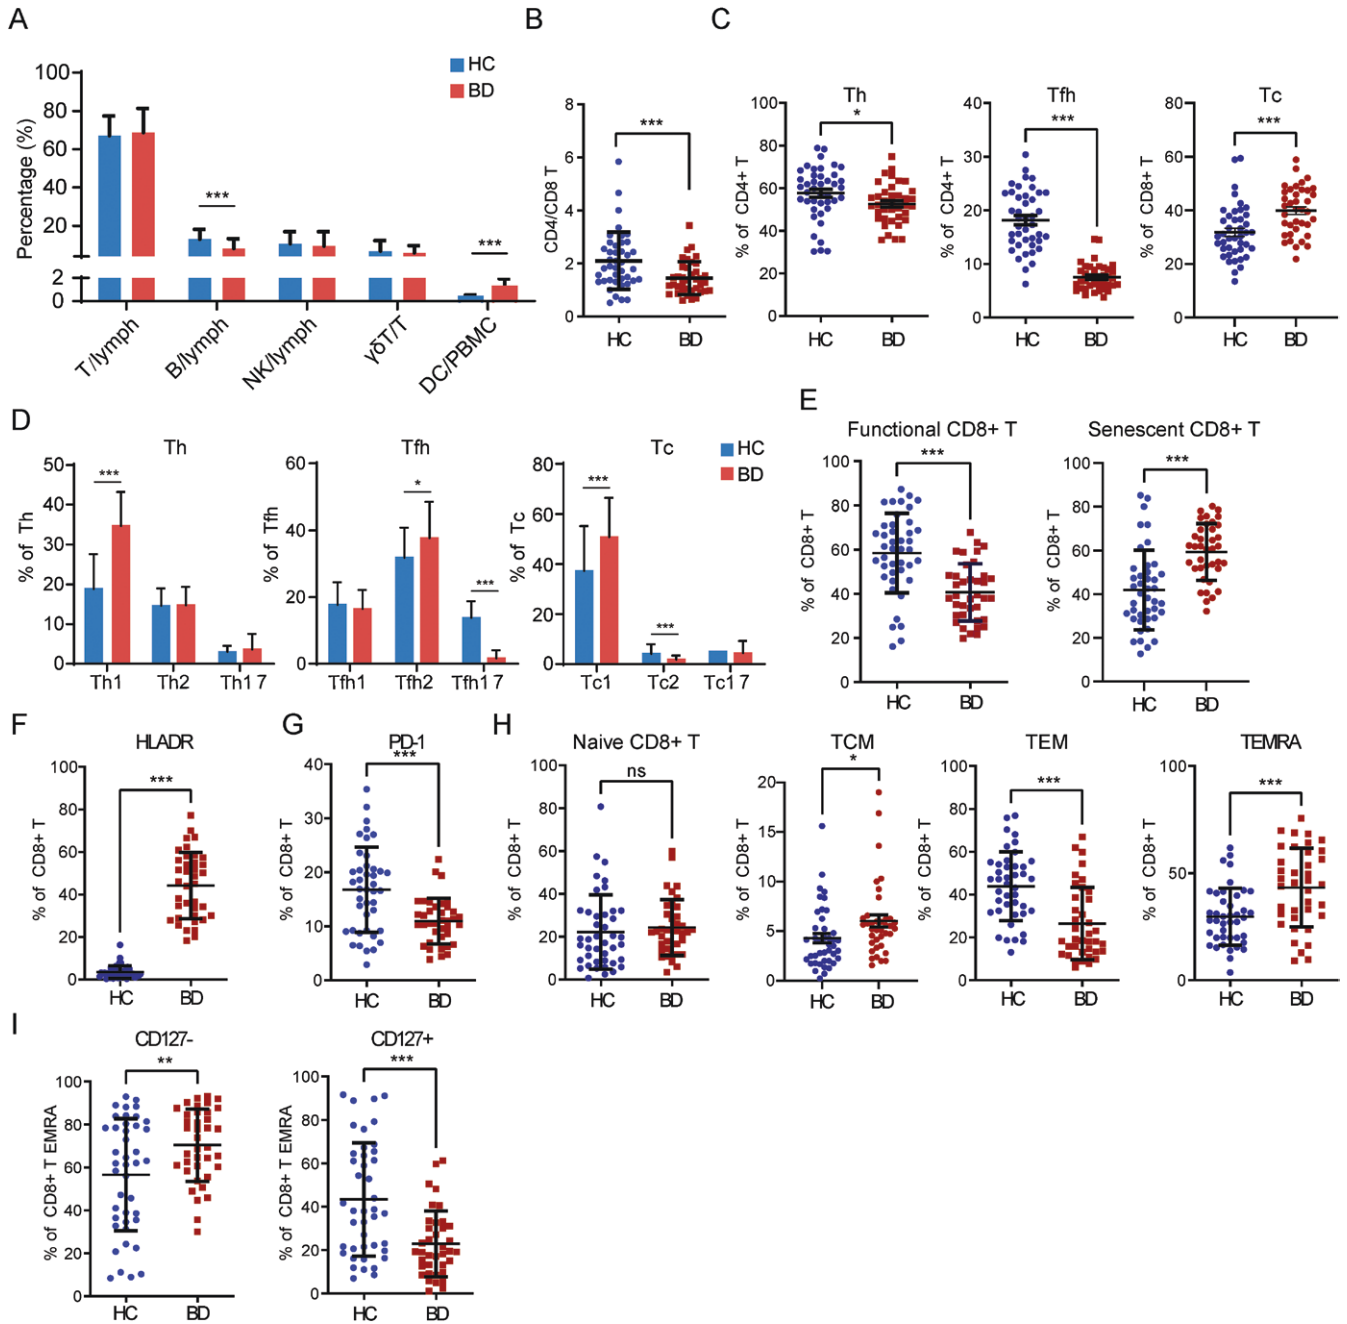 A
HC
BD
Percentage (%)
100
80
60
40
20
2
0
***
***
T/lymph
B/lymph
NK/lymph
γδT/T
DC/PBMC
B
CD4/CD8 T
8
6
4
2
0
***
HC
BD
C
Th
*
% of CD4+ T
100
80
60
40
20
0
HC
BD
Tfh
***
% of CD4+ T
40
30
20
10
0
HC
BD
Tc
***
% of CD8+ T
80
60
40
20
0
HC
BD
D
Th
% of Th
50
40
30
20
10
0
***
Th1
Th2
Th17
Tfh
% of Tfh
60
40
20
0
*
***
Tfh1
Tfh2
Tfh17
Tc
HC
BD
% of Tc
80
60
40
20
0
***
***
Tc1
Tc2
Tc17
E
Functional CD8+ T
***
% of CD8+ T
100
80
60
40
20
0
HC
BD
Senescent CD8+ T
***
% of CD8+ T
100
80
60
40
20
0
HC
BD
F
HLADR
***
% of CD8+ T
100
80
60
40
20
0
HC
BD
G
PD-1
***
% of CD8+ T
40
30
20
10
0
HC
BD
H
Naive CD8+ T
ns
% of CD8+ T
100
80
60
40
20
0
HC
BD
TCM
*
% of CD8+ T
20
15
10
5
0
HC
BD
TEM
***
% of CD8+ T
100
80
60
40
20
0
HC
BD
TEMRA
***
% of CD8+ T
100
50
0
HC
BD
I
CD127-
**
% of CD8+ T EMRA
100
80
60
40
20
0
HC
BD
CD127+
***
% of CD8+ T EMRA
100
80
60
40
20
0
HC
BD